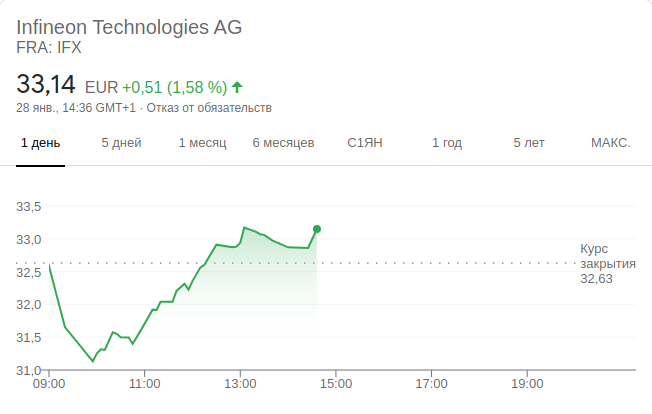 Infineon Technologies AG
FRA: IFX
33,14 EUR +0,51 (1,58 %)
28 янв., 14:36 GMT+1 · Отказ от обязательств
1 день 5 дней 1 месяц 6 месяцев С1ЯН 1 год 5 лет МАКС.
33,5
33,0
32,5
32,0
31,5
31,0
Курс
закрытия
32,63
09:00 11:00 13:00 15:00 17:00 19:00